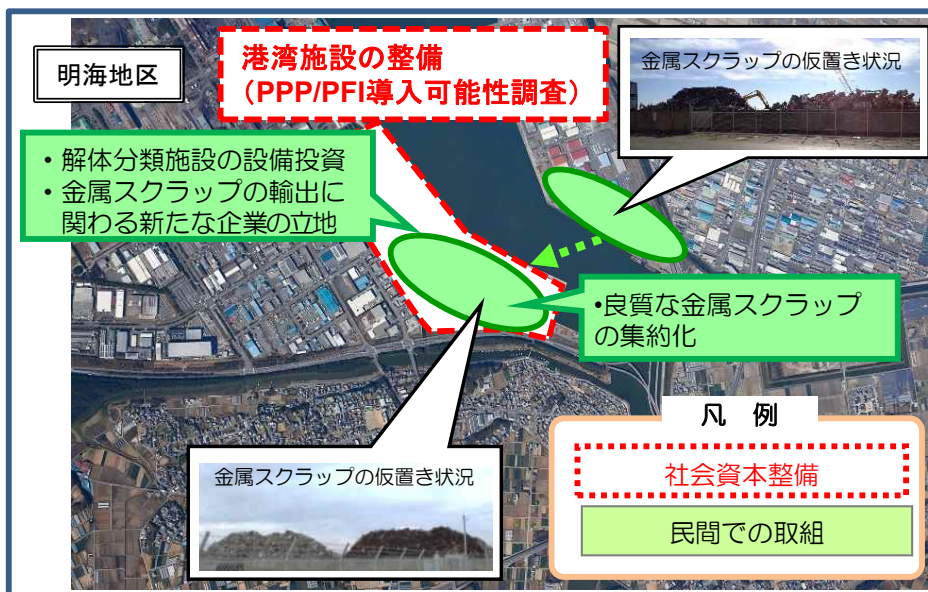 明海地区
港湾施設の整備
（PPP/PFI導入可能性調査）
金属スクラップの仮置き状況
・解体分類施設の設備投資
・金属スクラップの輸出に
関わる新たな企業の立地
•良質な金属スクラップ
の集約化
金属スクラップの仮置き状況
凡 例
社会資本整備
民間での取組